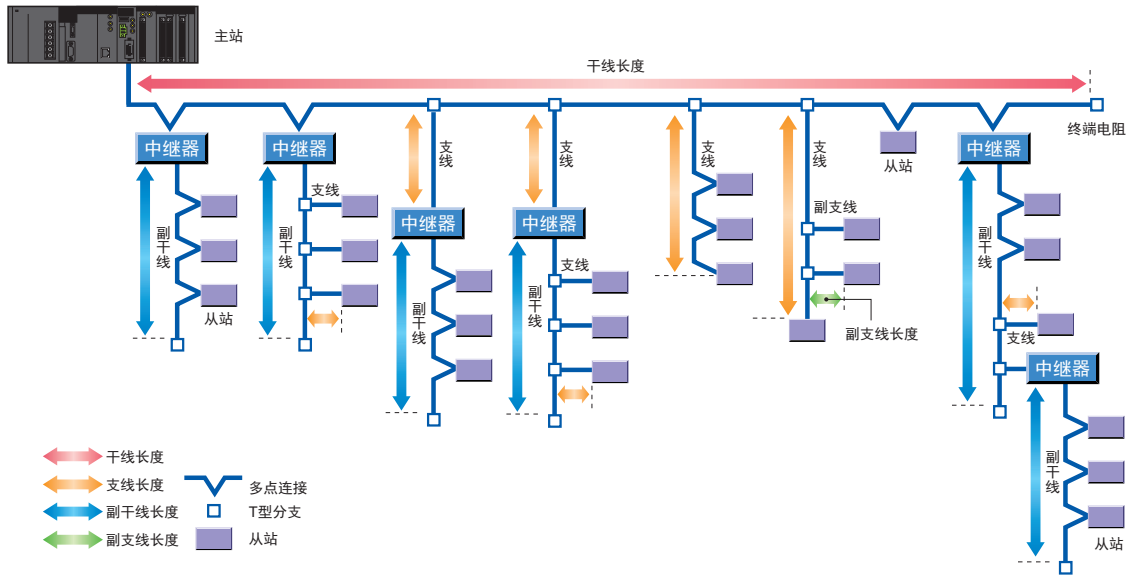 主站
干线长度
终端电阻
中继器
中继器
支线
支线
支线
支线
从站
中继器
支线
副干线
副干线
中继器
中继器
副支线
副干线
从站
副干线
支线
副干线
副支线长度
支线
中继器
副干线
从站
干线长度
支线长度
副干线长度
副支线长度
多点连接
T型分支
从站